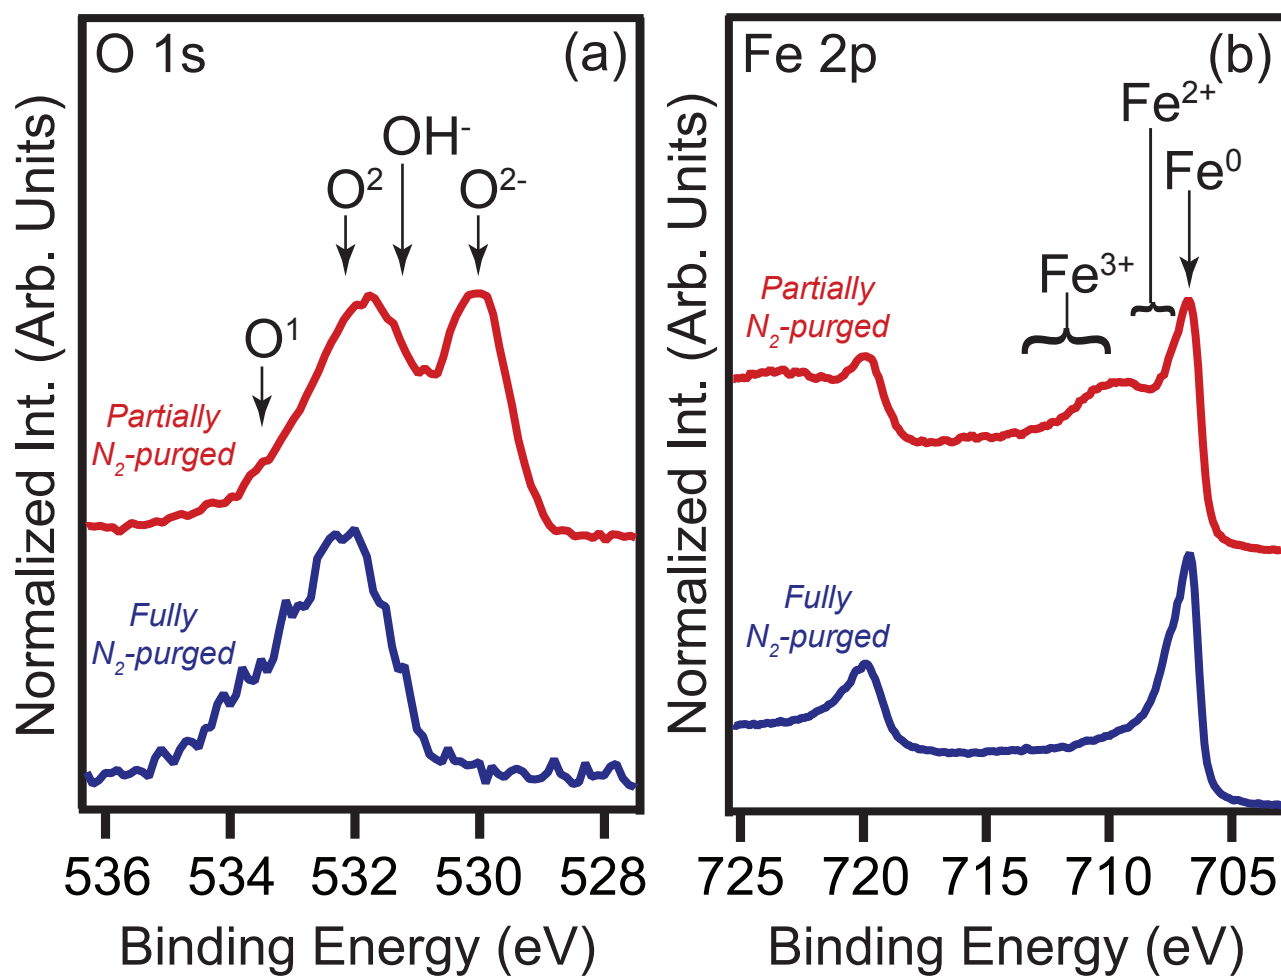 O 1s
(a)
OH⁻
O²
O²⁻
O¹
Partially
N₂-purged
Fully
N₂-purged
Normalized Int. (Arb. Units)
536 534 532 530 528
Binding Energy (eV)
Fe 2p
(b)
Fe²⁺
Fe⁰
Fe³⁺
Partially
N₂-purged
Fully
N₂-purged
Normalized Int. (Arb. Units)
725 720 715 710 705
Binding Energy (eV)